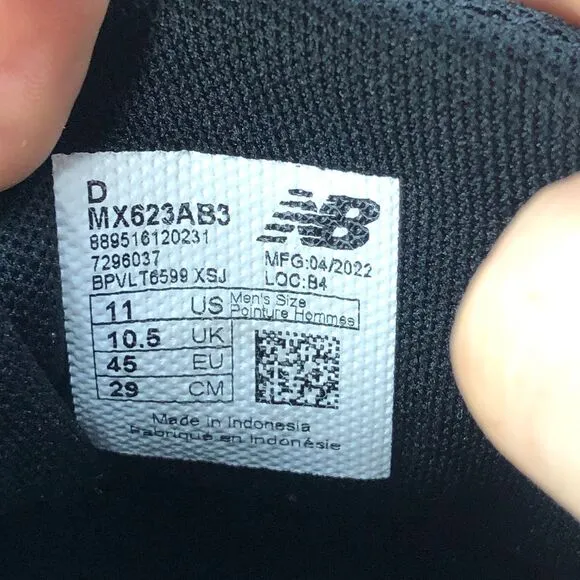 D
MX623AB3
889516120231
7296037
BPVLT6599 XSJ
NB
MFG:04/2022
LOC:B4
11 US Men's Size
Pointure Hommes
10.5 UK
45 EU
29 CM
Made in Indonesia
Fabriqué en Indonésie